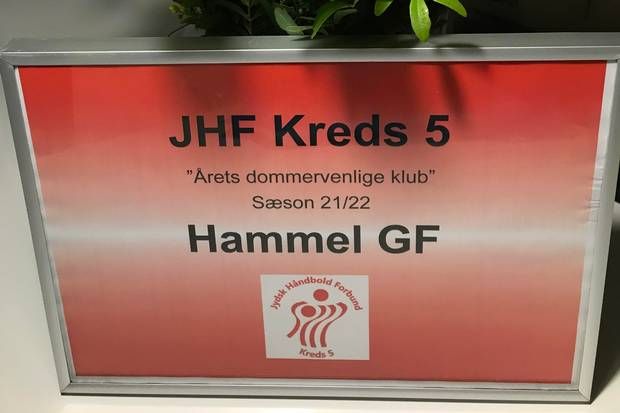 JHF Kreds 5
”Årets dommervenlige klub”
Sæson 21/22
Hammel GF
Jydsk Håndbold Forbund
Kreds 5